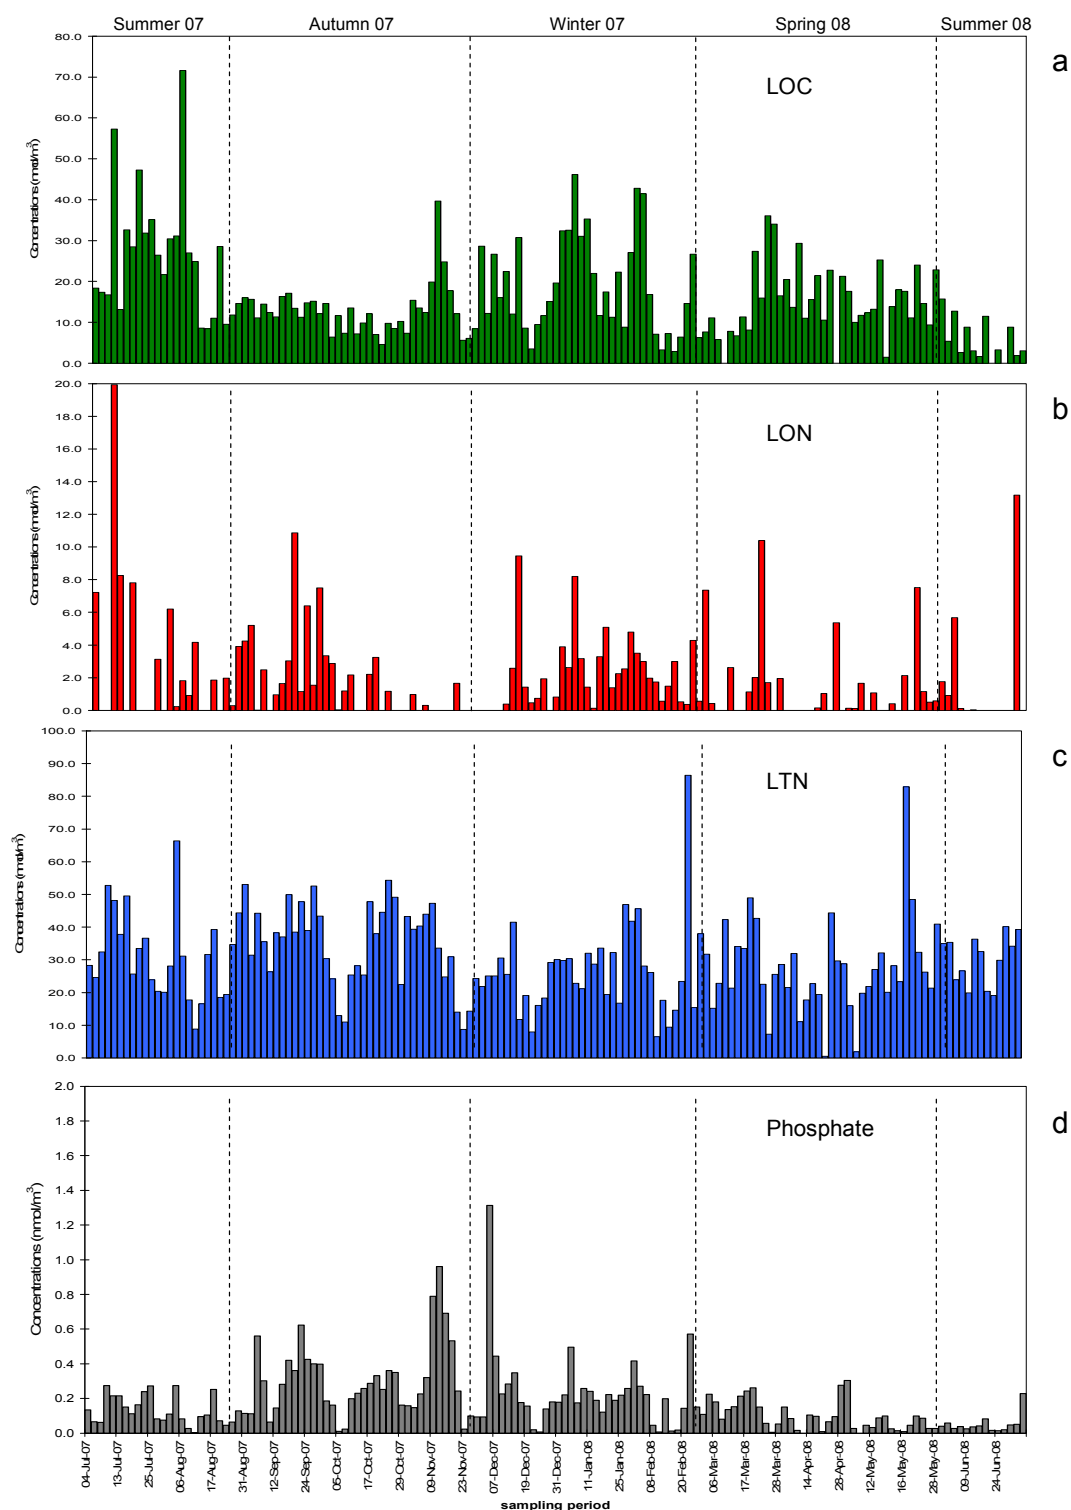 Summer 07 Autumn 07 Winter 07 Spring 08 Summer 08
a
LOC
Concentrations (nmol/m³)
80.0
70.0
60.0
50.0
40.0
30.0
20.0
10.0
0.0
b
LON
Concentrations (nmol/m³)
20.0
18.0
16.0
14.0
12.0
10.0
8.0
6.0
4.0
2.0
0.0
c
LTN
Concentrations (nmol/m³)
100.0
90.0
80.0
70.0
60.0
50.0
40.0
30.0
20.0
10.0
0.0
d
Phosphate
Concentrations (nmol/m³)
2.0
1.8
1.6
1.4
1.2
1.0
0.8
0.6
0.4
0.2
0.0
04-Jul-07
13-Jul-07
25-Jul-07
06-Aug-07
17-Aug-07
31-Aug-07
12-Sep-07
24-Sep-07
05-Oct-07
17-Oct-07
29-Oct-07
09-Nov-07
23-Nov-07
07-Dec-07
19-Dec-07
31-Dec-07
11-Jan-08
25-Jan-08
08-Feb-08
20-Feb-08
06-Mar-08
17-Mar-08
31-Mar-08
14-Apr-08
28-Apr-08
12-May-08
16-May-08
28-May-08
09-Jun-08
24-Jun-08
sampling period